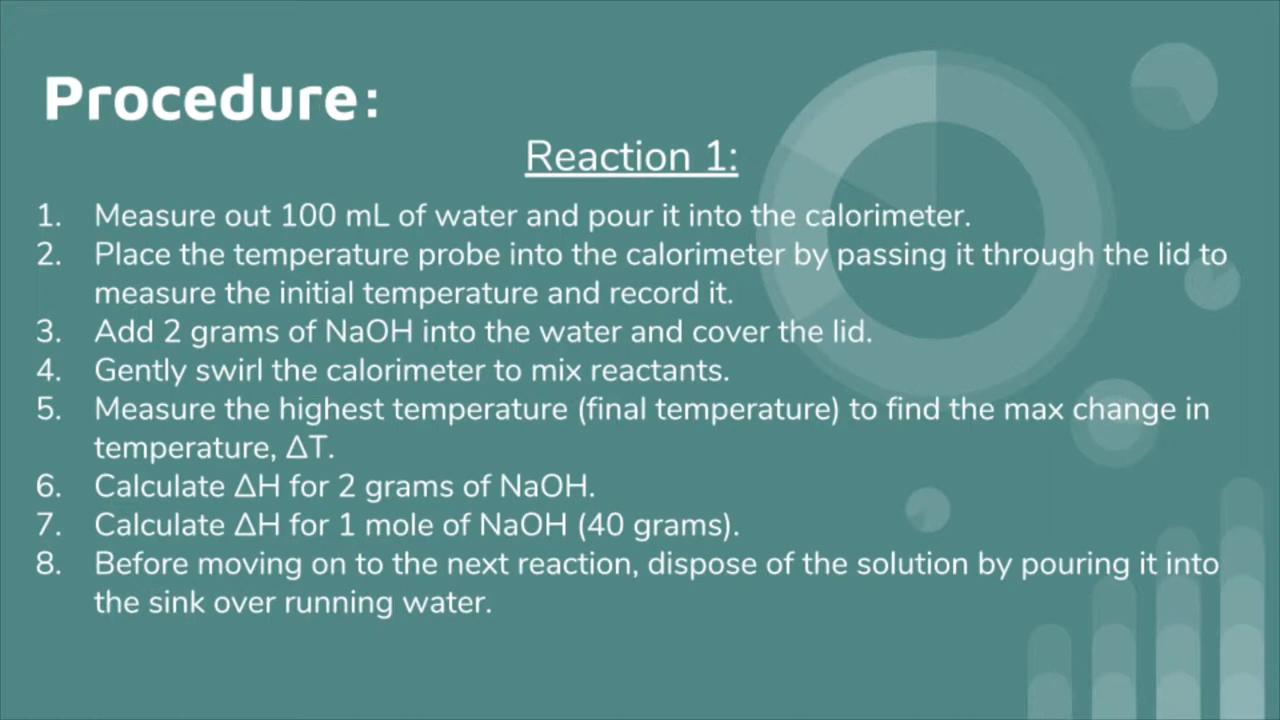 Procedure:
Reaction 1:
1. Measure out 100 mL of water and pour it into the calorimeter.
2. Place the temperature probe into the calorimeter by passing it through the lid to
measure the initial temperature and record it.
3. Add 2 grams of NaOH into the water and cover the lid.
4. Gently swirl the calorimeter to mix reactants.
5. Measure the highest temperature (final temperature) to find the max change in
temperature, ΔT.
6. Calculate ΔH for 2 grams of NaOH.
7. Calculate ΔH for 1 mole of NaOH (40 grams).
8. Before moving on to the next reaction, dispose of the solution by pouring it into
the sink over running water.